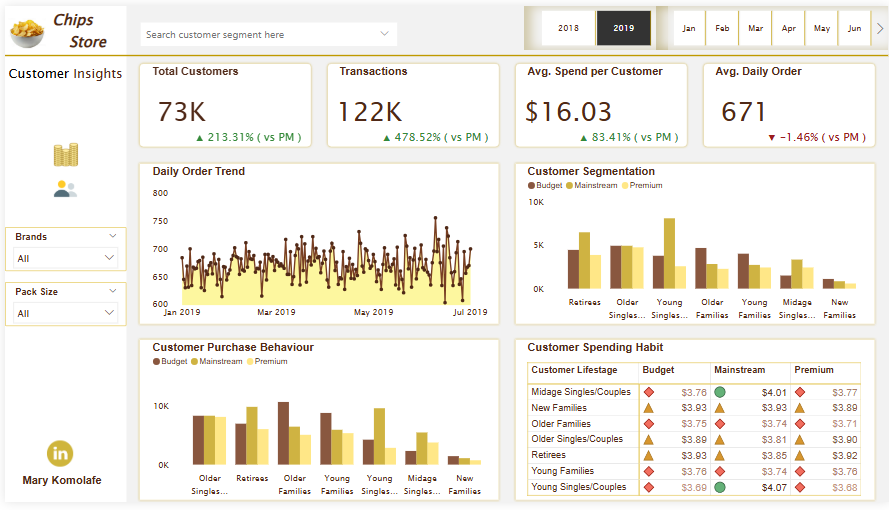 Chips
Store
Search customer segment here
2018
2019
Jan
Feb
Mar
Apr
May
Jun
Customer Insights
Total Customers
73K
▲ 213.31% ( vs PM )
Transactions
122K
▲ 478.52% ( vs PM )
Avg. Spend per Customer
$16.03
▲ 83.41% ( vs PM )
Avg. Daily Order
671
▼ -1.46% ( vs PM )
Brands
All
Pack Size
All
in
Mary Komolafe
Daily Order Trend
800
750
700
650
600
Jan 2019
Mar 2019
May 2019
Jul 2019
Customer Segmentation
Budget Mainstream Premium
10K
5K
0K
Retirees
Older Singles...
Young Singles...
Older Families
Young Families
Midage Singles...
New Families
Customer Purchase Behaviour
Budget Mainstream Premium
10K
0K
Older Singles...
Retirees
Older Families
Young Families
Young Singles...
Midage Singles...
New Families
Customer Spending Habit
Customer Lifestage Budget Mainstream Premium
Midage Singles/Couples $3.76 $4.01 $3.77
New Families $3.93 $3.93 $3.89
Older Families $3.75 $3.74 $3.71
Older Singles/Couples $3.89 $3.81 $3.90
Retirees $3.93 $3.85 $3.92
Young Families $3.76 $3.74 $3.76
Young Singles/Couples $3.69 $4.07 $3.68